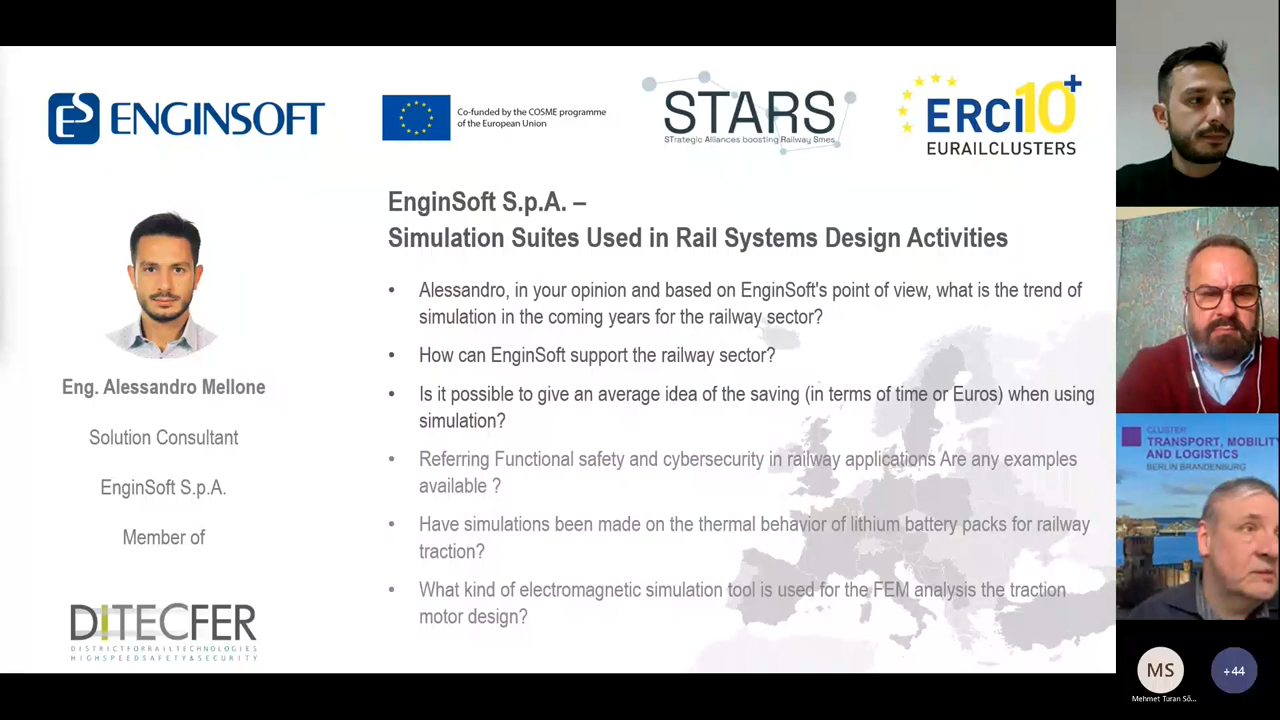 ENGINSOFT
Co-funded by the COSME programme
of the European Union
STARS
STrategic Alliances boosting Railway Smes
ERCI10+
EURAILCLUSTERS
EnginSoft S.p.A. –
Simulation Suites Used in Rail Systems Design Activities
• Alessandro, in your opinion and based on EnginSoft's point of view, what is the trend of
simulation in the coming years for the railway sector?
• How can EnginSoft support the railway sector?
• Is it possible to give an average idea of the saving (in terms of time or Euros) when using
simulation?
• Referring Functional safety and cybersecurity in railway applications Are any examples
available ?
• Have simulations been made on the thermal behavior of lithium battery packs for railway
traction?
• What kind of electromagnetic simulation tool is used for the FEM analysis the traction
motor design?
Eng. Alessandro Mellone
Solution Consultant
EnginSoft S.p.A.
Member of
DITECFER
DISTRICTFORRAILTECHNOLOGIES
HIGHSPEEDSAFETY&SECURITY
CLUSTER
TRANSPORT, MOBILITY
AND LOGISTICS
BERLIN BRANDENBURG
MS
Mehmet Turan Sö...
+44